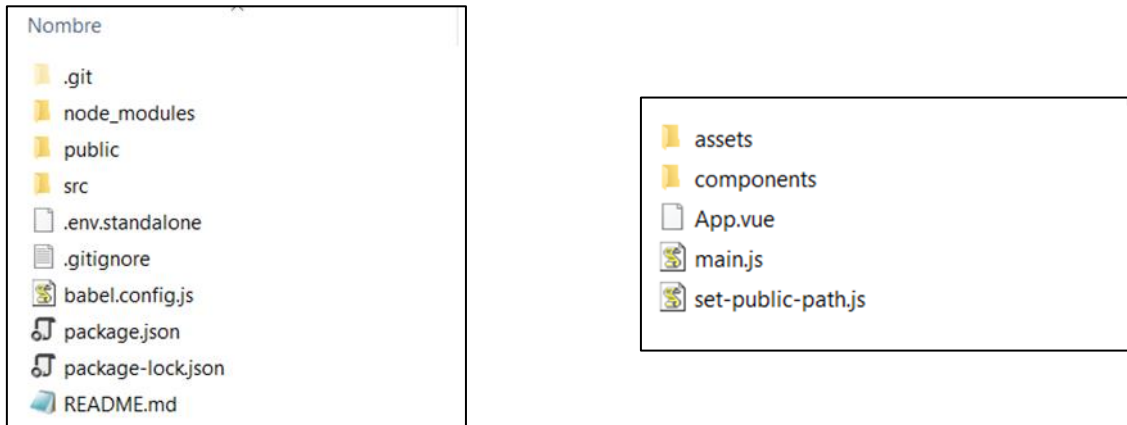 Nombre
.git
node_modules
public
src
.env.standalone
.gitignore
babel.config.js
package.json
package-lock.json
README.md
assets
components
App.vue
main.js
set-public-path.js